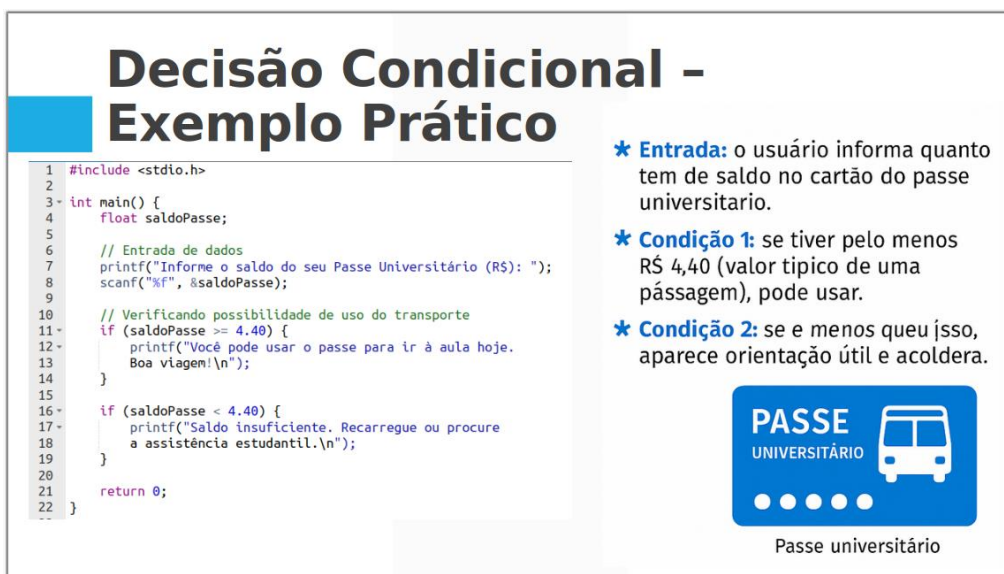 Decisão Condicional –
Exemplo Prático
1 #include <stdio.h>
2
3 int main() {
4     float saldoPasse;
5
6     // Entrada de dados
7     printf("Informe o saldo do seu Passe Universitário (R$): ");
8     scanf("%f", &saldoPasse);
9
10     // Verificando possibilidade de uso do transporte
11     if (saldoPasse >= 4.40) {
12         printf("Você pode usar o passe para ir à aula hoje.
13         Boa viagem!\n");
14     }
15
16     if (saldoPasse < 4.40) {
17         printf("Saldo insuficiente. Recarregue ou procure
18         a assistência estudantil.\n");
19     }
20
21     return 0;
22 }
* Entrada: o usuário informa quanto
tem de saldo no cartão do passe
universitario.
* Condição 1: se tiver pelo menos
RŚ 4,40 (valor tipico de uma
pássagem), pode usar.
* Condição 2: se e menos queu jsso,
aparece orientação útil e acoldera.
PASSE
UNIVERSITÁRIO
Passe universitário